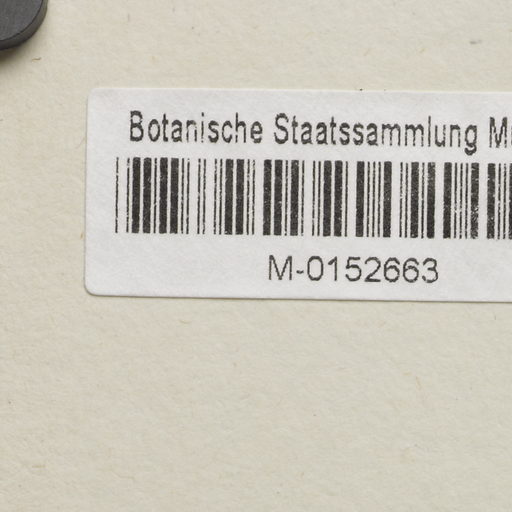 Botanische Staatssammlung
M-0152663